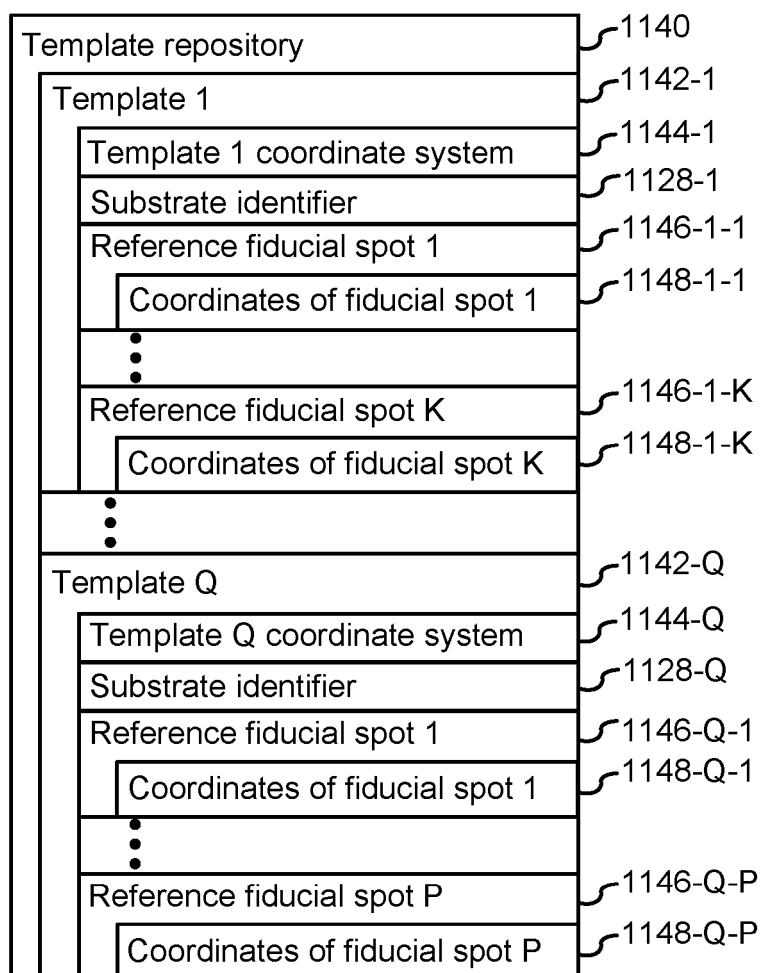 Template repository 1140
Template 1 1142-1
Template 1 coordinate system 1144-1
Substrate identifier 1128-1
Reference fiducial spot 1 1146-1-1
Coordinates of fiducial spot 1 1148-1-1
Reference fiducial spot K 1146-1-K
Coordinates of fiducial spot K 1148-1-K
Template Q 1142-Q
Template Q coordinate system 1144-Q
Substrate identifier 1128-Q
Reference fiducial spot 1 1146-Q-1
Coordinates of fiducial spot 1 1148-Q-1
Reference fiducial spot P 1146-Q-P
Coordinates of fiducial spot P 1148-Q-P